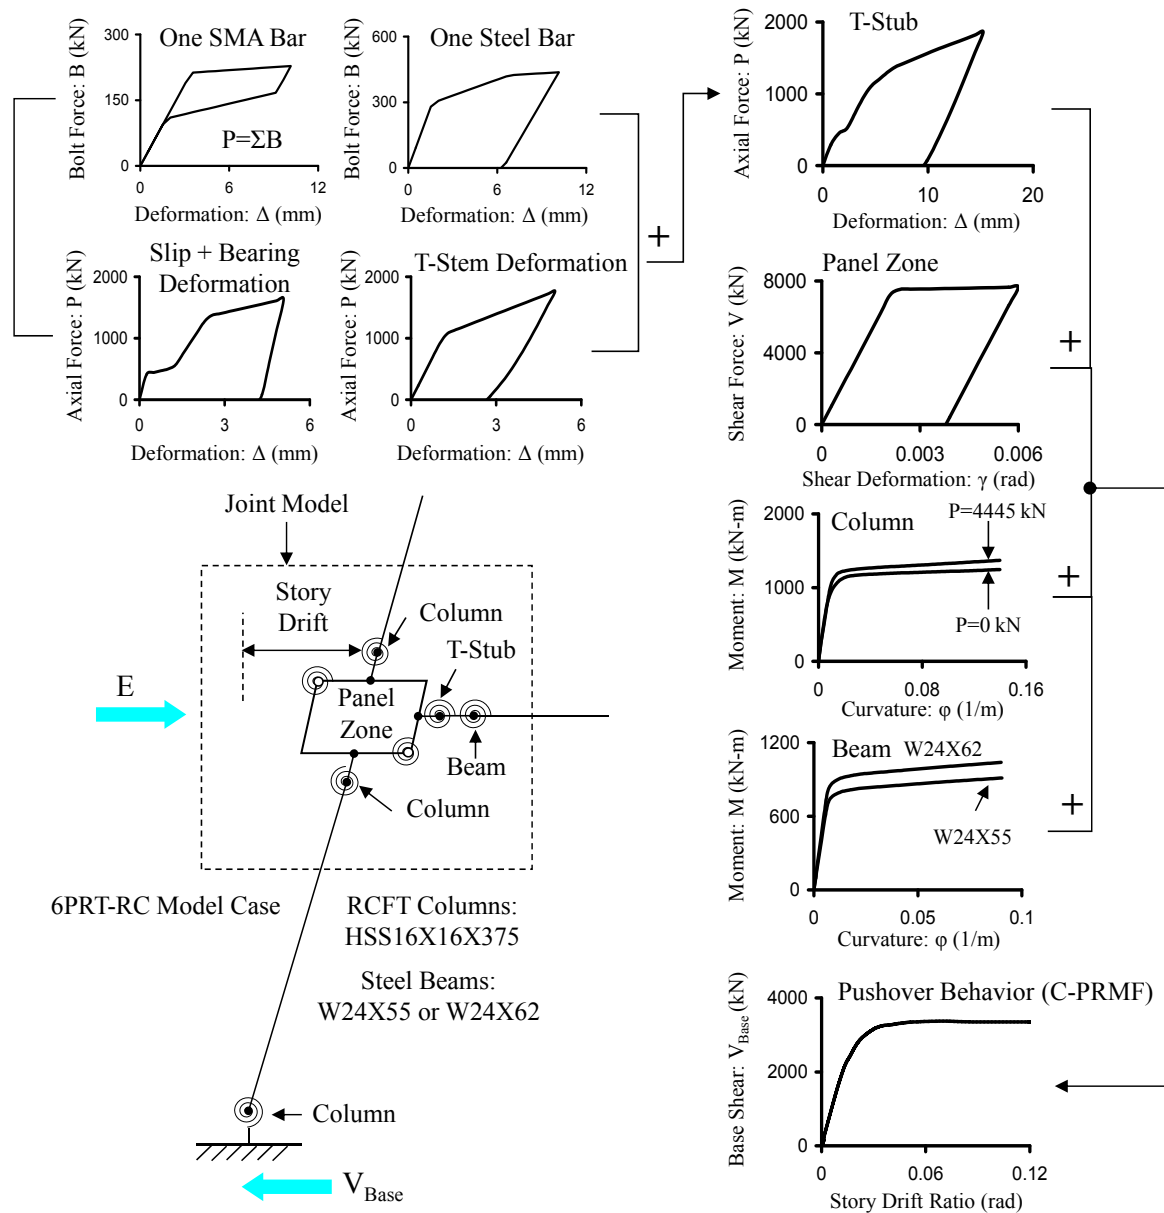 One SMA Bar
Bolt Force: B (kN)
300
150
0
P=ΣB
0 6 12
Deformation: Δ (mm)
One Steel Bar
Bolt Force: B (kN)
600
300
0
0 6 12
Deformation: Δ (mm)
T-Stub
Axial Force: P (kN)
2000
1000
0
0 10 20
Deformation: Δ (mm)
Slip + Bearing
Deformation
Axial Force: P (kN)
2000
1000
0
0 3 6
Deformation: Δ (mm)
T-Stem Deformation
Axial Force: P (kN)
2000
1000
0
0 3 6
Deformation: Δ (mm)
+
Panel Zone
Shear Force: V (kN)
8000
4000
0
0 0.003 0.006
Shear Deformation: γ (rad)
+
Column
Moment: M (kN-m)
2000
1000
0
P=4445 kN
P=0 kN
0 0.08 0.16
Curvature: φ (1/m)
+
Beam
Moment: M (kN-m)
1200
600
0
W24X62
W24X55
0 0.05 0.1
Curvature: φ (1/m)
+
Joint Model
Story
Drift
Column
T-Stub
Panel
Zone
Beam
Column
E
6PRT-RC Model Case
RCFT Columns:
HSS16X16X375
Steel Beams:
W24X55 or W24X62
Column
VBase
Pushover Behavior (C-PRMF)
Base Shear: VBase (kN)
4000
2000
0
0 0.06 0.12
Story Drift Ratio (rad)